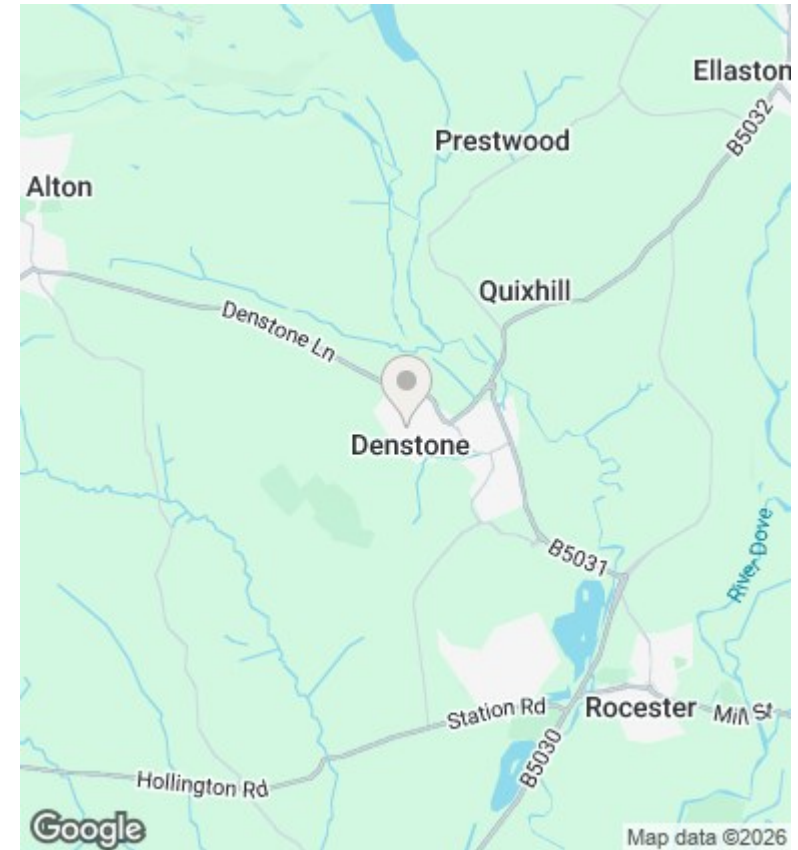 Ellaston
B5032
Prestwood
Alton
Quixhill
Denstone Ln
Denstone
B5031
River Dove
Station Rd
Rocester
Mill St
B5030
Hollington Rd
Google
Map data ©2026